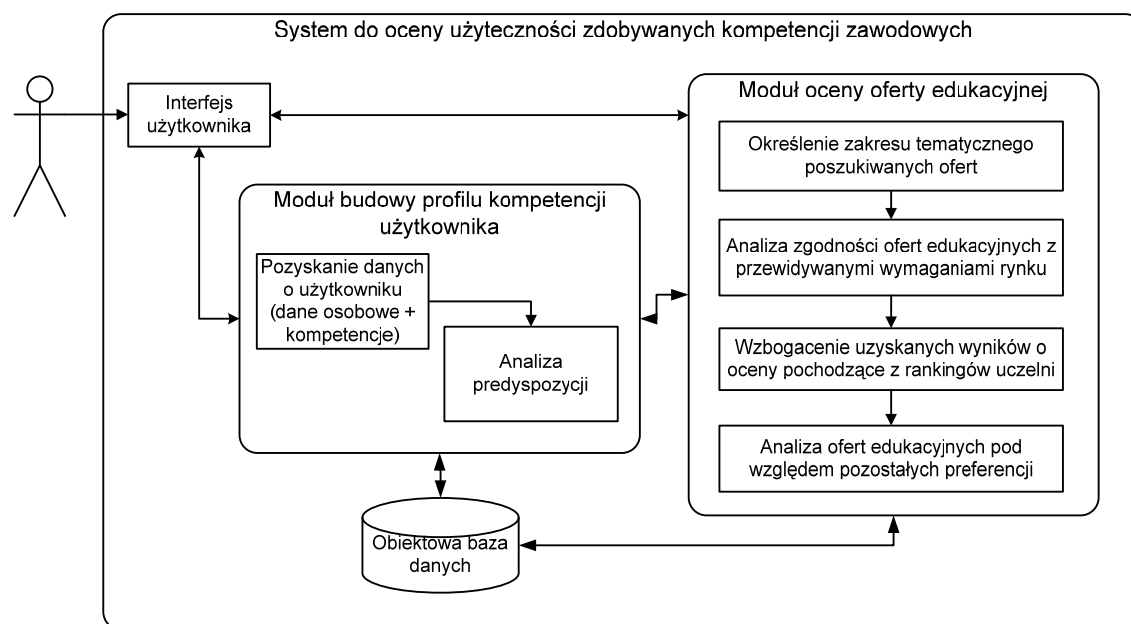 System do oceny użyteczności zdobywanych kompetencji zawodowych
Interfejs
użytkownika
Moduł budowy profilu kompetencji
użytkownika
Pozyskanie danych
o użytkowniku
(dane osobowe +
kompetencje)
Analiza
predyspozycji
Obiektowa baza
danych
Moduł oceny oferty edukacyjnej
Określenie zakresu tematycznego
poszukiwanych ofert
Analiza zgodności ofert edukacyjnych z
przewidywanymi wymaganiami rynku
Wzbogacenie uzyskanych wyników o
oceny pochodzące z rankingów uczelni
Analiza ofert edukacyjnych pod
względem pozostałych preferencji